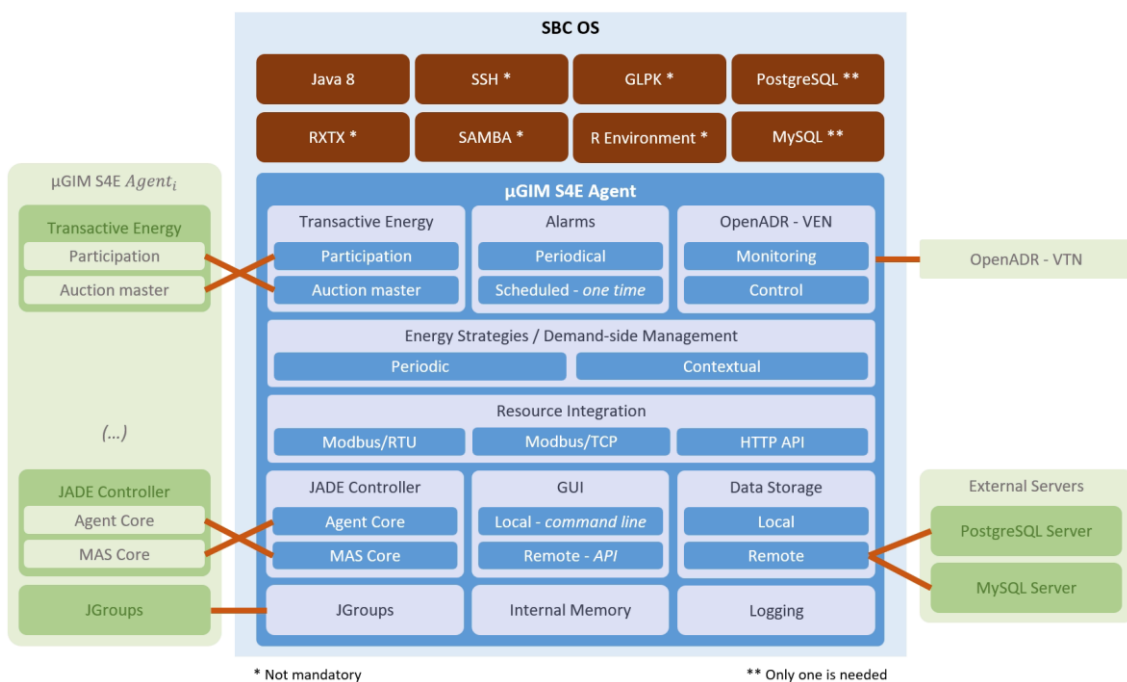 SBC OS
Java 8
SSH *
GLPK *
PostgreSQL **
RXTX *
SAMBA *
R Environment *
MySQL **
µGIM S4E Agentᵢ
Transactive Energy
Participation
Auction master
(...)
JADE Controller
Agent Core
MAS Core
JGroups
µGIM S4E Agent
Transactive Energy
Participation
Auction master
Alarms
Periodical
Scheduled - one time
OpenADR - VEN
Monitoring
Control
Energy Strategies / Demand-side Management
Periodic
Contextual
Resource Integration
Modbus/RTU
Modbus/TCP
HTTP API
JADE Controller
Agent Core
MAS Core
GUI
Local - command line
Remote - API
Data Storage
Local
Remote
JGroups
Internal Memory
Logging
OpenADR - VTN
External Servers
PostgreSQL Server
MySQL Server
* Not mandatory
** Only one is needed